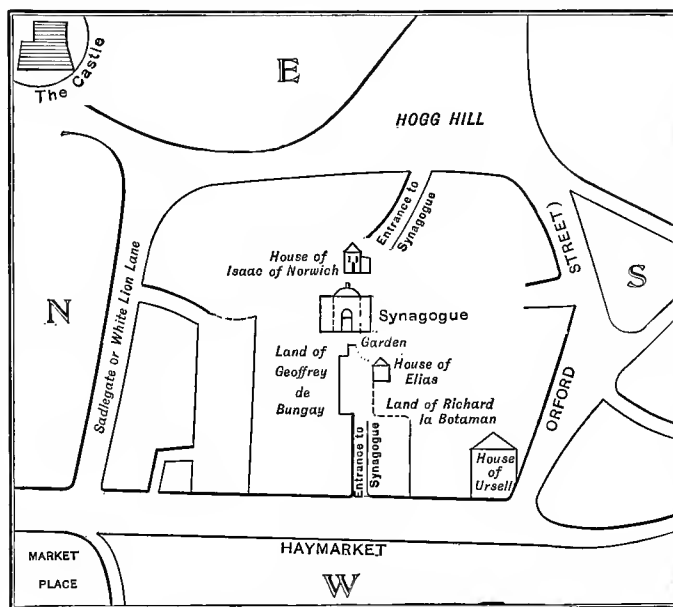 The Castle
E
HOGG HILL
Entrance to
Synagogue
STREET)
House of
Isaac of Norwich
S
N
Sadlegate or White Lion Lane
Synagogue
Garden
Land of
Geoffrey
de
Bungay
House of
Elias
Land of Richard
la Botaman
ORFORD
Entrance to
Synagogue
House
of
Ursell
HAYMARKET
MARKET
PLACE
W